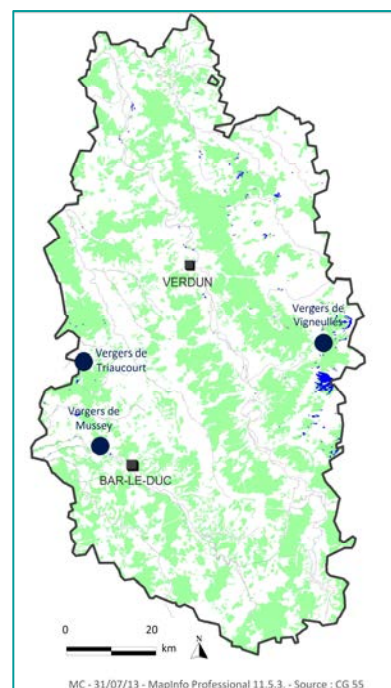 VERDUN
Vergers de
Vigneulles
Vergers de
Triaucourt
Vergers de
Mussey
BAR-LE-DUC
0 20
km
N
MC - 31/07/13 - MapInfo Professional 11.5.3. - Source : CG 55